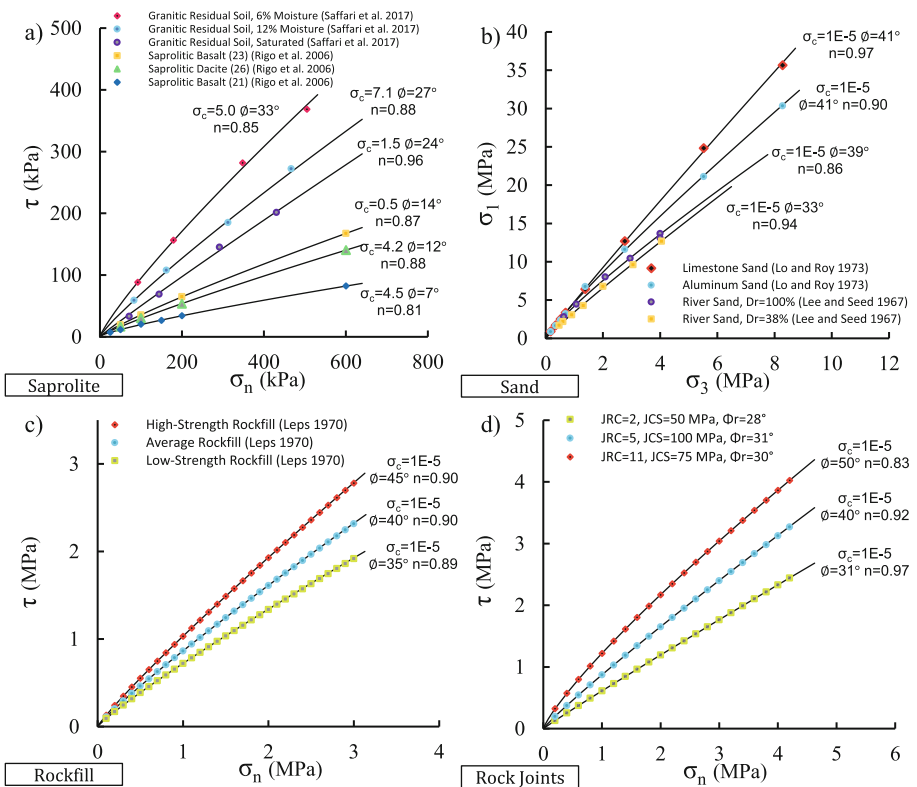 a)
Granitic Residual Soil, 6% Moisture (Saffari et al. 2017)
Granitic Residual Soil, 12% Moisture (Saffari et al. 2017)
Granitic Residual Soil, Saturated (Saffari et al. 2017)
Saprolitic Basalt (23) (Rigo et al. 2006)
Saprolitic Dacite (26) (Rigo et al. 2006)
Saprolitic Basalt (21) (Rigo et al. 2006)
500
400
300
200
100
0
τ (kPa)
σc=5.0 ø=33°
n=0.85
σc=7.1 ø=27°
n=0.88
σc=1.5 ø=24°
n=0.96
σc=0.5 ø=14°
n=0.87
σc=4.2 ø=12°
n=0.88
σc=4.5 ø=7°
n=0.81
0 200 400 600 800
σn (kPa)
Saprolite
b)
40
35
30
25
20
15
10
5
0
σ1 (MPa)
σc=1E-5 ø=41°
n=0.97
σc=1E-5
ø=41° n=0.90
σc=1E-5 ø=39°
n=0.86
σc=1E-5 ø=33°
n=0.94
Limestone Sand (Lo and Roy 1973)
Aluminum Sand (Lo and Roy 1973)
River Sand, Dr=100% (Lee and Seed 1967)
River Sand, Dr=38% (Lee and Seed 1967)
0 2 4 6 8 10 12
σ3 (MPa)
Sand
c)
High-Strength Rockfill (Leps 1970)
Average Rockfill (Leps 1970)
Low-Strength Rockfill (Leps 1970)
3
2
1
0
τ (MPa)
σc=1E-5
ø=45° n=0.90
σc=1E-5
ø=40° n=0.90
σc=1E-5
ø=35° n=0.89
0 1 2 3 4
σn (MPa)
Rockfill
d)
JRC=2, JCS=50 MPa, Φr=28°
JRC=5, JCS=100 MPa, Φr=31°
JRC=11, JCS=75 MPa, Φr=30°
5
4
3
2
1
0
τ (MPa)
σc=1E-5
ø=50° n=0.83
σc=1E-5
ø=40° n=0.92
σc=1E-5
ø=31° n=0.97
0 1 2 3 4 5 6
σn (MPa)
Rock Joints